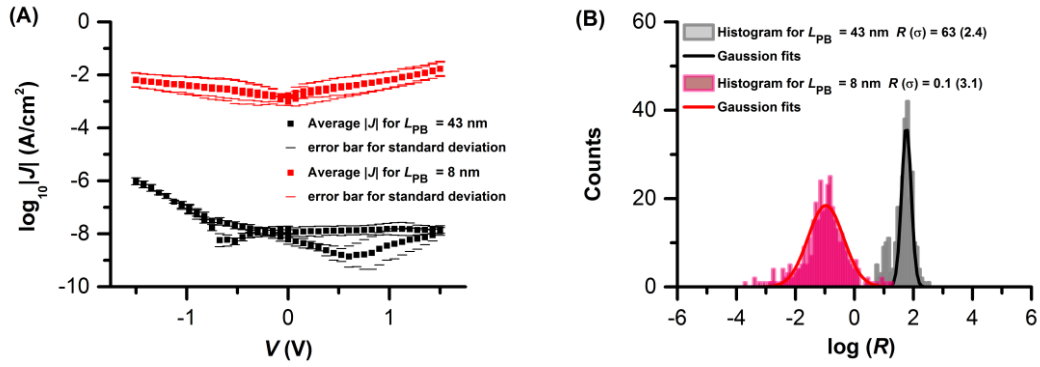 (A)
0
-2
-4
-6
-8
-10
log10|J| (A/cm²)
Average |J| for LPB = 43 nm
error bar for standard deviation
Average |J| for LPB = 8 nm
error bar for standard deviation
-1 0 1
V (V)
(B)
60
40
20
0
Counts
Histogram for LPB = 43 nm R (σ) = 63 (2.4)
Gaussion fits
Histogram for LPB = 8 nm R (σ) = 0.1 (3.1)
Gaussion fits
-6 -4 -2 0 2 4 6
log (R)